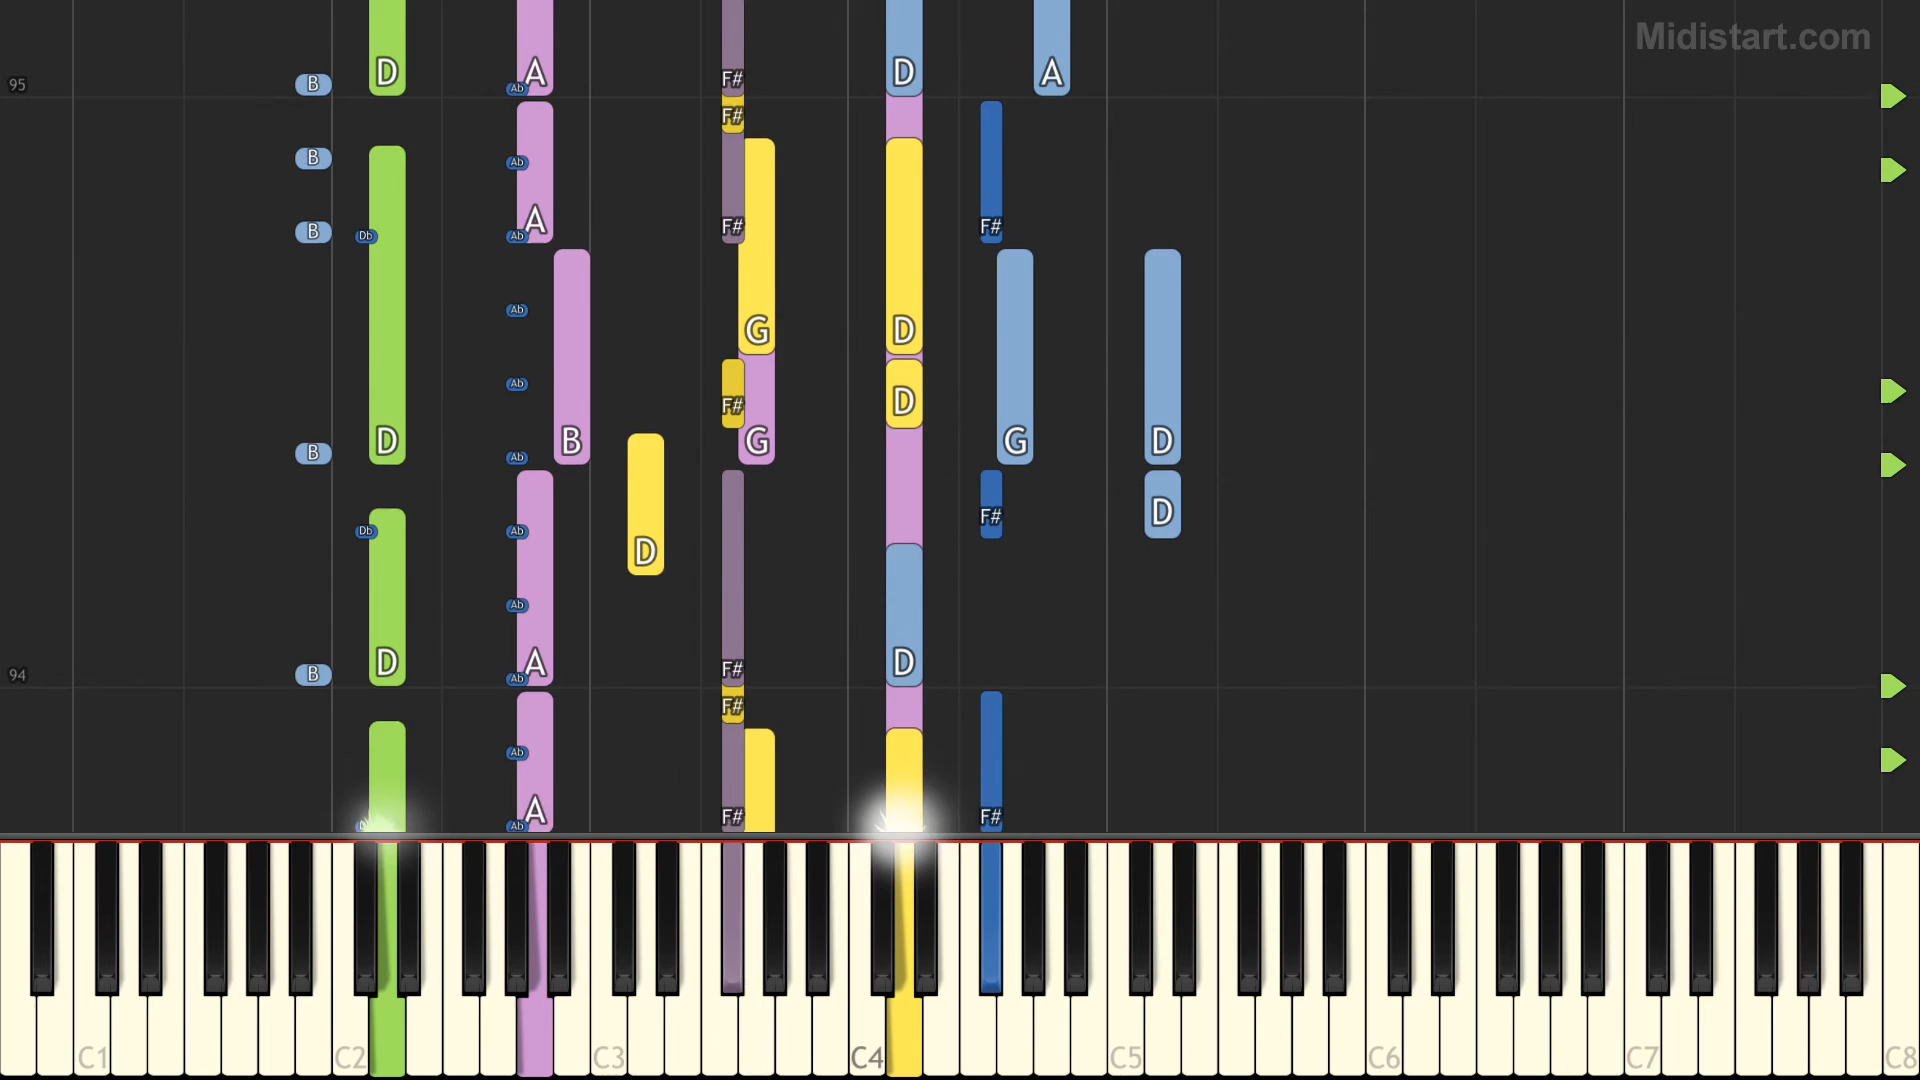 Midistart.com
D A F# D A
95 B Ab
F#
B Ab
A F# F#
B Db Ab
Ab G D
Ab F# D
D B G G D
B Ab
Db Ab F# D
D
Ab
D A F# D
94 B Ab
F#
Ab
A F# F#
Ab
C1 C2 C3 C4 C5 C6 C7 C8